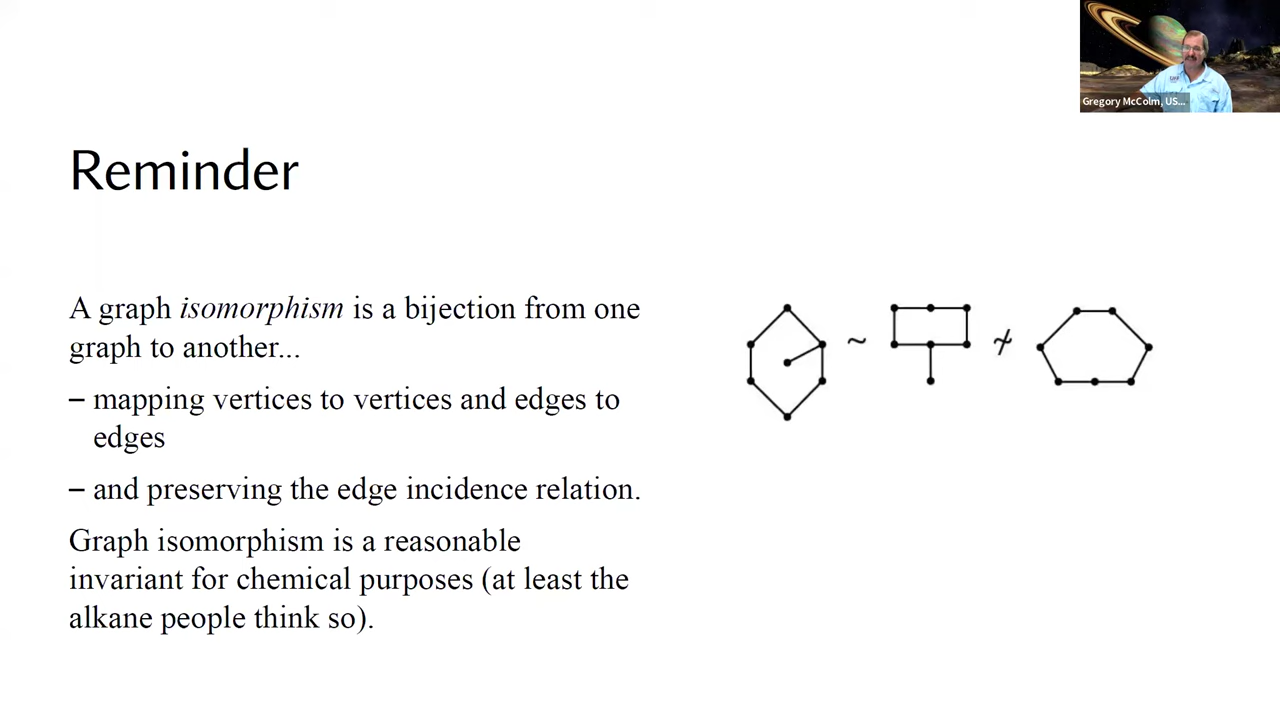 Gregory McColm, US...
Reminder
A graph isomorphism is a bijection from one
graph to another...
– mapping vertices to vertices and edges to
edges
– and preserving the edge incidence relation.
Graph isomorphism is a reasonable
invariant for chemical purposes (at least the
alkane people think so).
~ ≁